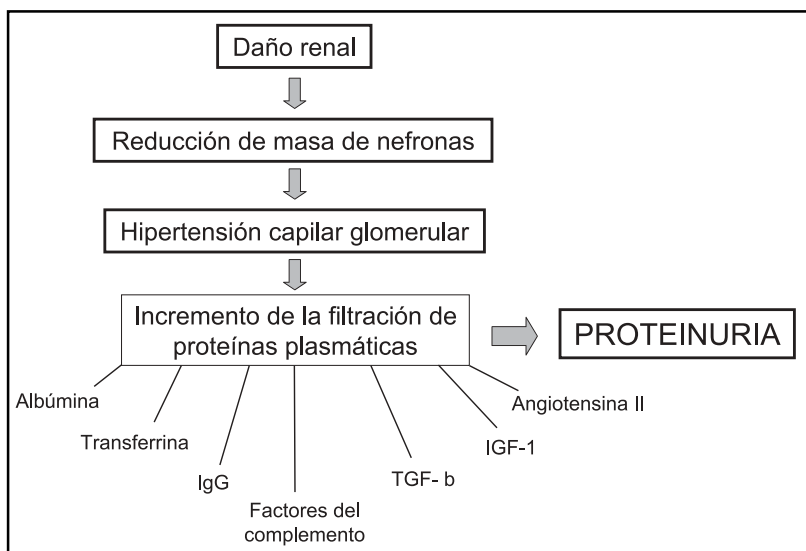 Daño renal
Reducción de masa de nefronas
Hipertensión capilar glomerular
Incremento de la filtración de
proteínas plasmáticas
PROTEINURIA
Albúmina
Transferrina
IgG
Factores del
complemento
TGF- b
IGF-1
Angiotensina II